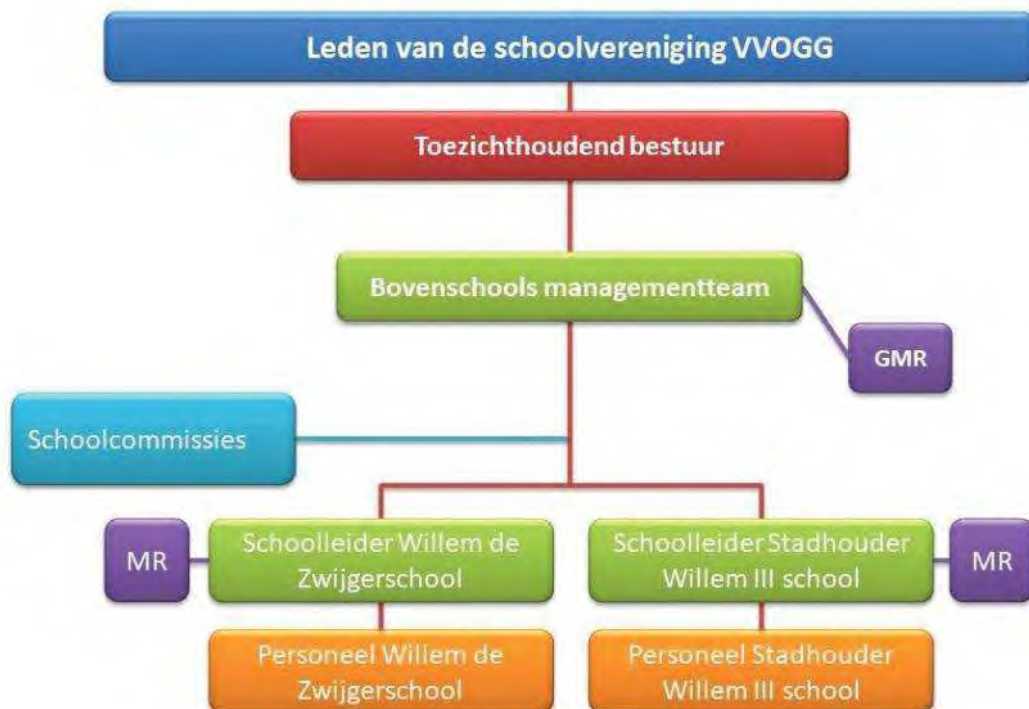 Leden van de schoolvereniging VVOGG
Toezichthoudend bestuur
Bovenschools managementteam
GMR
Schoolcommissies
MR
Schoolleider Willem de
Zwijgerschool
Schoolleider Stadhouder
Willem III school
MR
Personeel Willem de
Zwijgerschool
Personeel Stadhouder
Willem III school